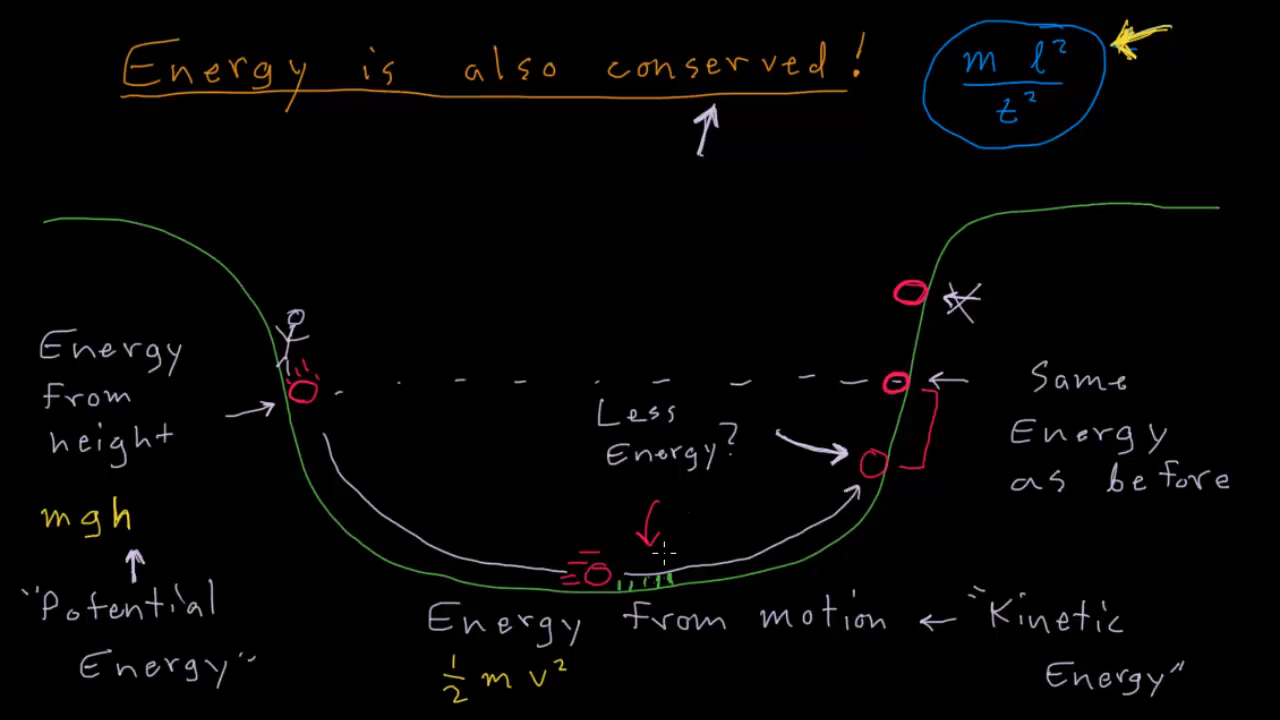 Energy is also conserved!
m l²
t²
Energy
from
height
mgh
"Potential
Energy"
Less
Energy?
Same
Energy
as before
Energy from motion ← "Kinetic
Energy"
1/2 m v²